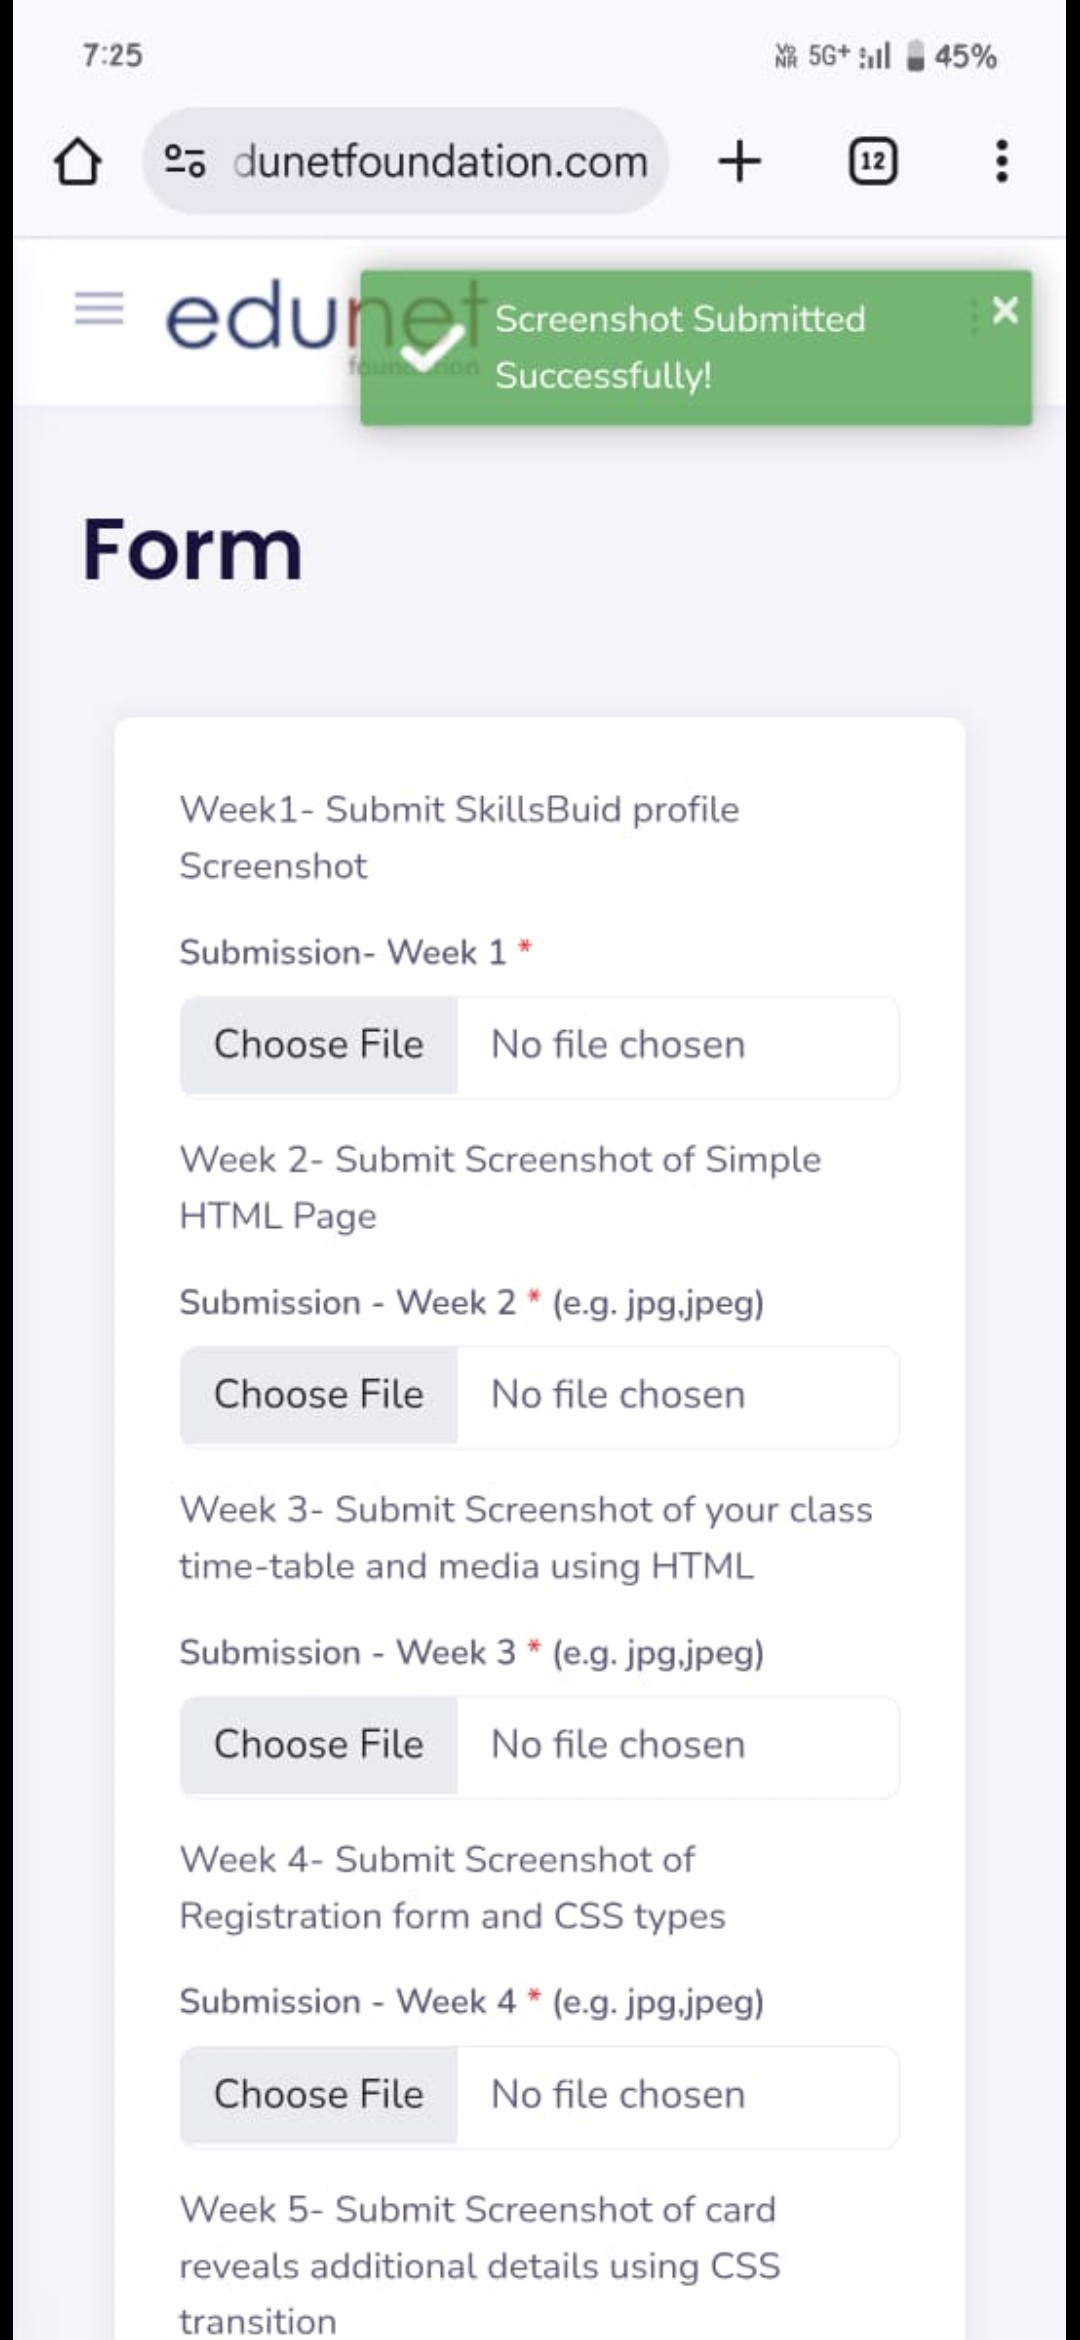 7:25
Vo
NR 5G+ 45%
dunetfoundation.com
12
edunet
foundation
Screenshot Submitted
Successfully!
Form
Week1- Submit SkillsBuid profile
Screenshot
Submission- Week 1 *
Choose File No file chosen
Week 2- Submit Screenshot of Simple
HTML Page
Submission - Week 2 * (e.g. jpg,jpeg)
Choose File No file chosen
Week 3- Submit Screenshot of your class
time-table and media using HTML
Submission - Week 3 * (e.g. jpg,jpeg)
Choose File No file chosen
Week 4- Submit Screenshot of
Registration form and CSS types
Submission - Week 4 * (e.g. jpg,jpeg)
Choose File No file chosen
Week 5- Submit Screenshot of card
reveals additional details using CSS
transition